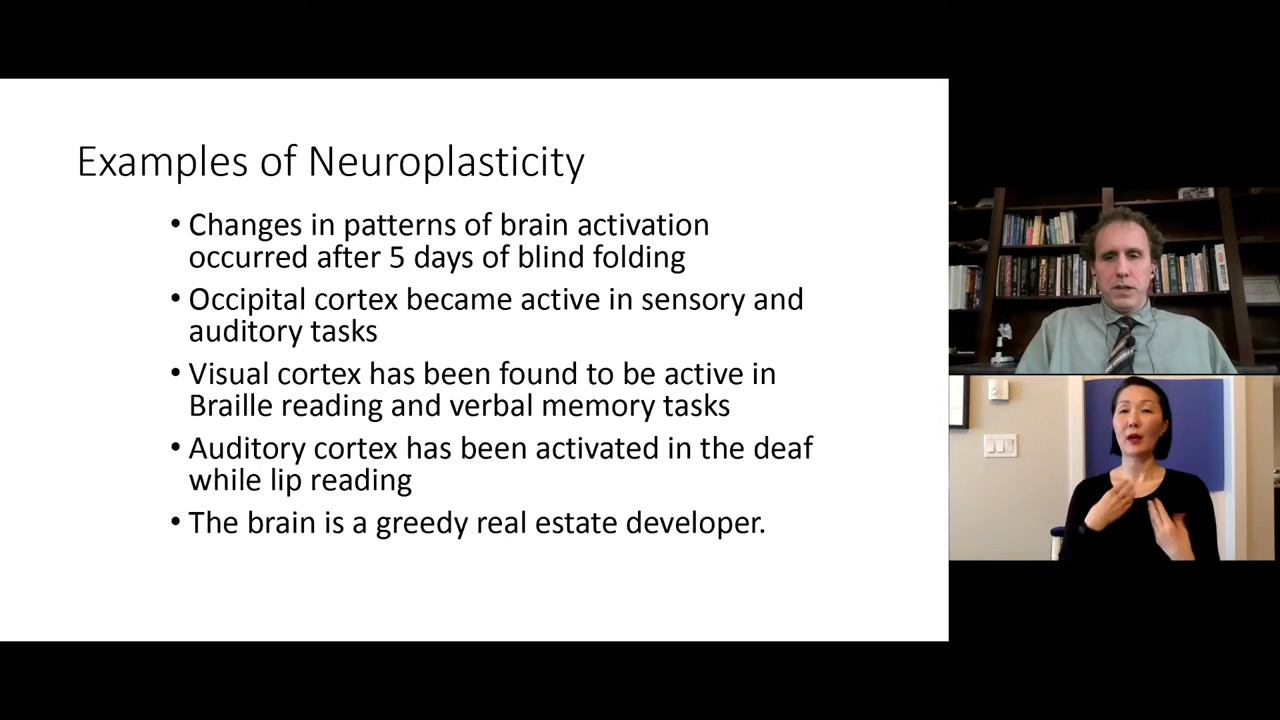 Examples of Neuroplasticity
• Changes in patterns of brain activation
occurred after 5 days of blind folding
• Occipital cortex became active in sensory and
auditory tasks
• Visual cortex has been found to be active in
Braille reading and verbal memory tasks
• Auditory cortex has been activated in the deaf
while lip reading
• The brain is a greedy real estate developer.